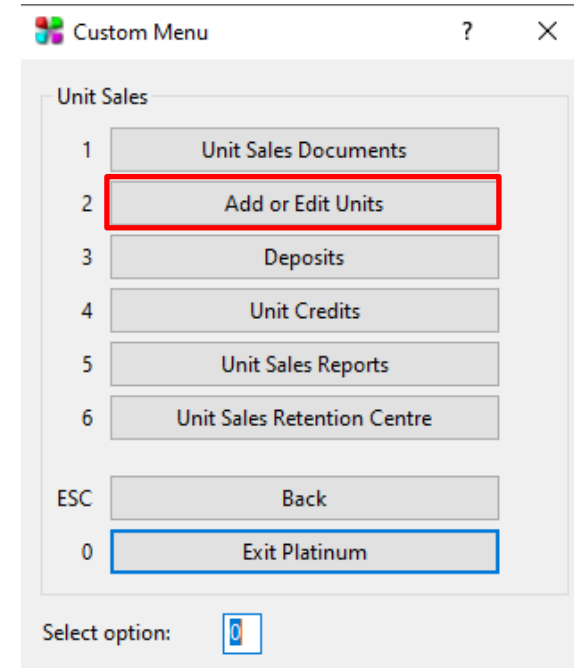 Custom Menu ?
Unit Sales
1 Unit Sales Documents
2 Add or Edit Units
3 Deposits
4 Unit Credits
5 Unit Sales Reports
6 Unit Sales Retention Centre
ESC Back
0 Exit Platinum
Select option: 0